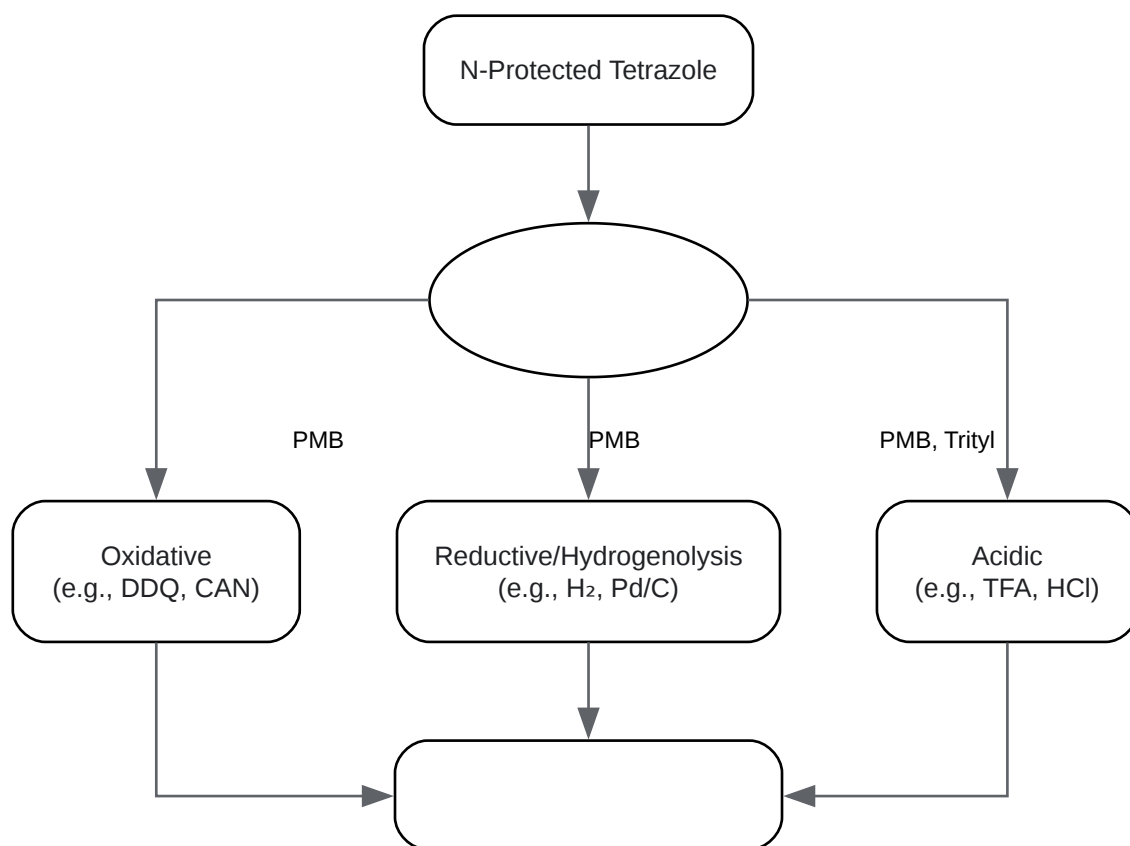 N-Protected Tetrazole
PMB
PMB
PMB, Trityl
Oxidative
(e.g., DDQ, CAN)
Reductive/Hydrogenolysis
(e.g., H₂, Pd/C)
Acidic
(e.g., TFA, HCl)